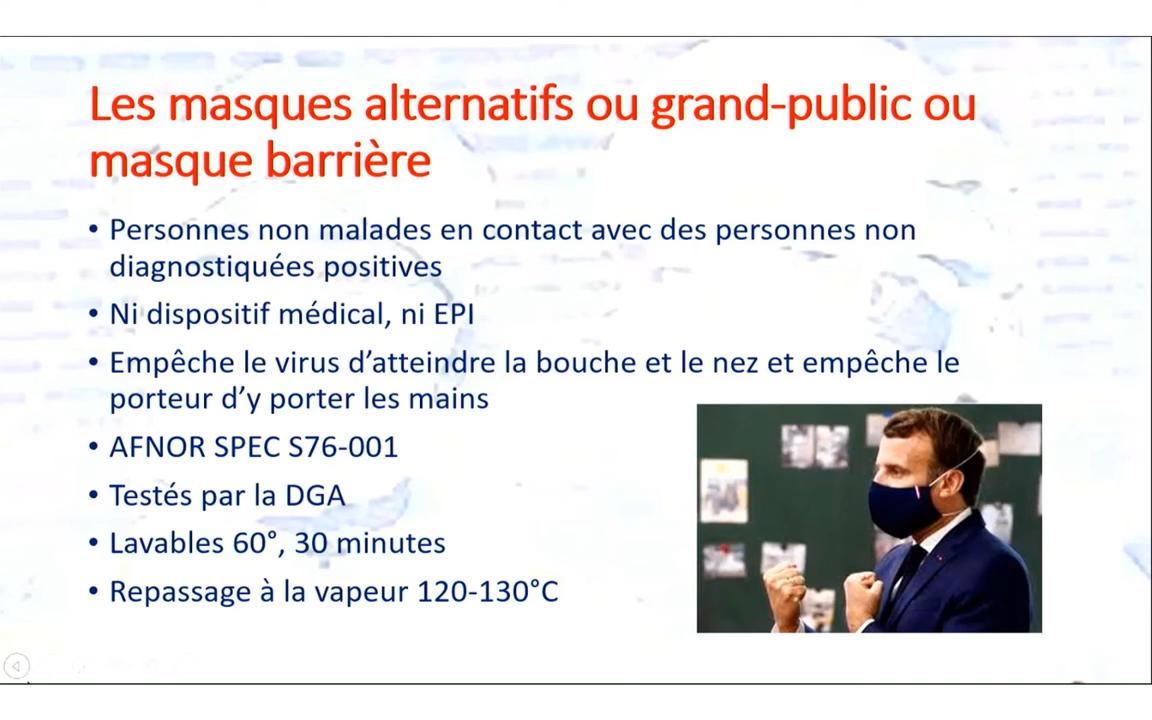 Les masques alternatifs ou grand-public ou
masque barrière
• Personnes non malades en contact avec des personnes non
diagnostiquées positives
• Ni dispositif médical, ni EPI
• Empêche le virus d’atteindre la bouche et le nez et empêche le
porteur d’y porter les mains
• AFNOR SPEC S76-001
• Testés par la DGA
• Lavables 60°, 30 minutes
• Repassage à la vapeur 120-130°C